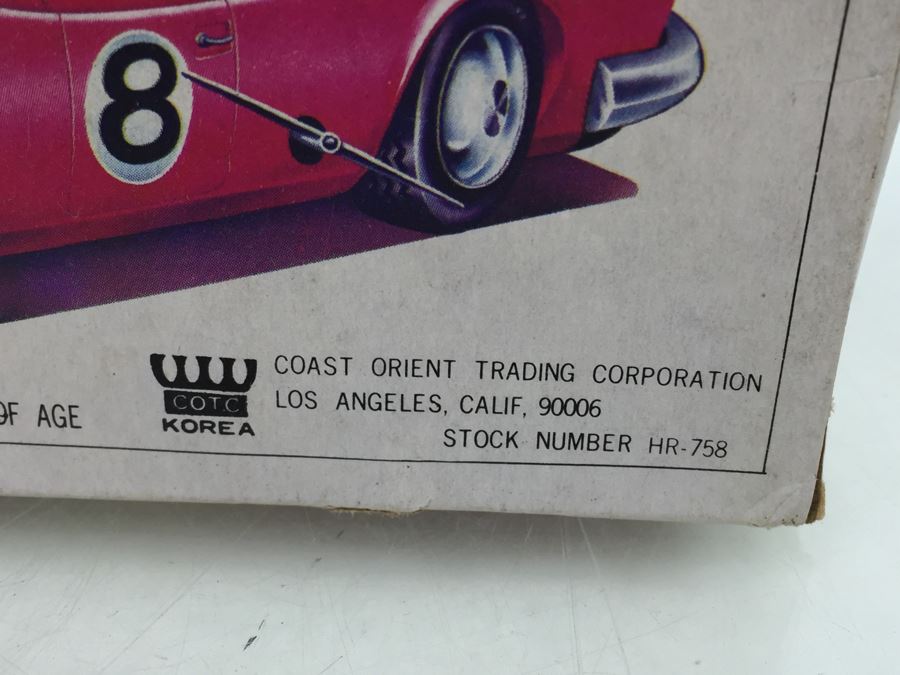 8
OF AGE
COTC
KOREA
COAST ORIENT TRADING CORPORATION
LOS ANGELES, CALIF, 90006
STOCK NUMBER HR-758